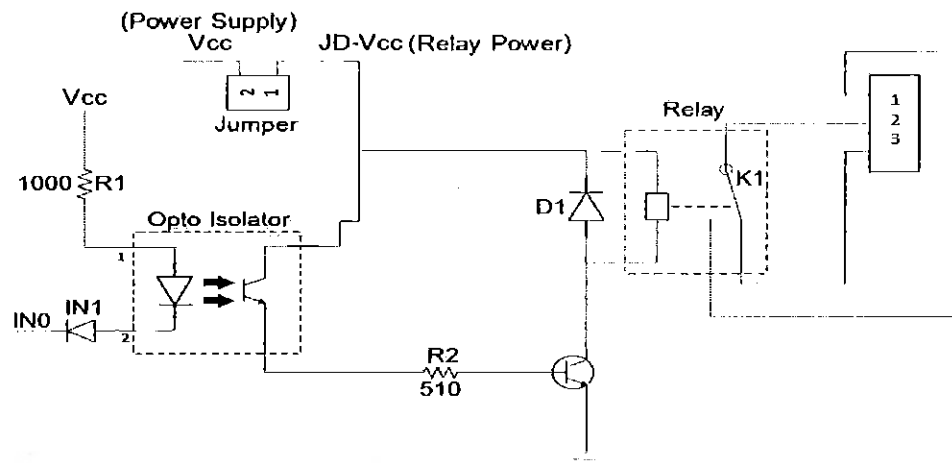 (Power Supply)
Vcc
JD-Vcc (Relay Power)
2 1
Jumper
Vcc
1000 R1
Opto Isolator
1
IN0
IN1
2
R2
510
D1
Relay
K1
1
2
3